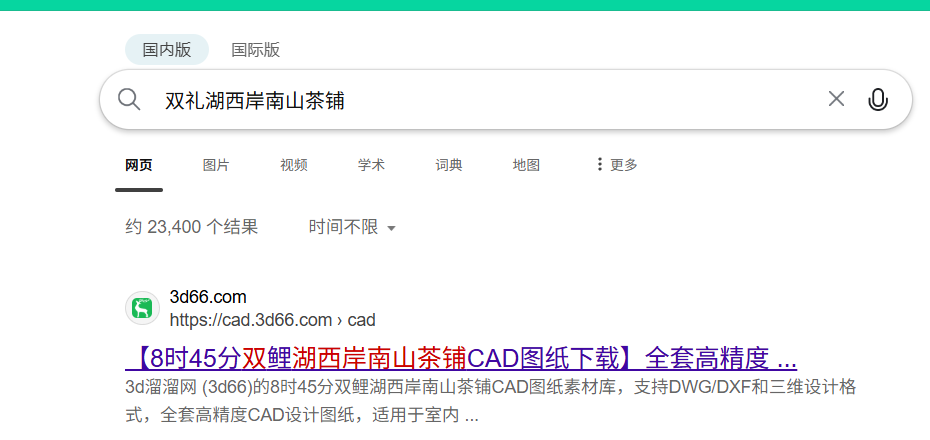 国内版 国际版
双礼湖西岸南山茶铺
网页 图片 视频 学术 词典 地图 更多
约 23,400 个结果 时间不限
3d66.com
https://cad.3d66.com › cad
【8时45分双鲤湖西岸南山茶铺CAD图纸下载】全套高精度 ...
3d溜溜网 (3d66)的8时45分双鲤湖西岸南山茶铺CAD图纸素材库，支持DWG/DXF和三维设计格
式，全套高精度CAD设计图纸，适用于室内 ...